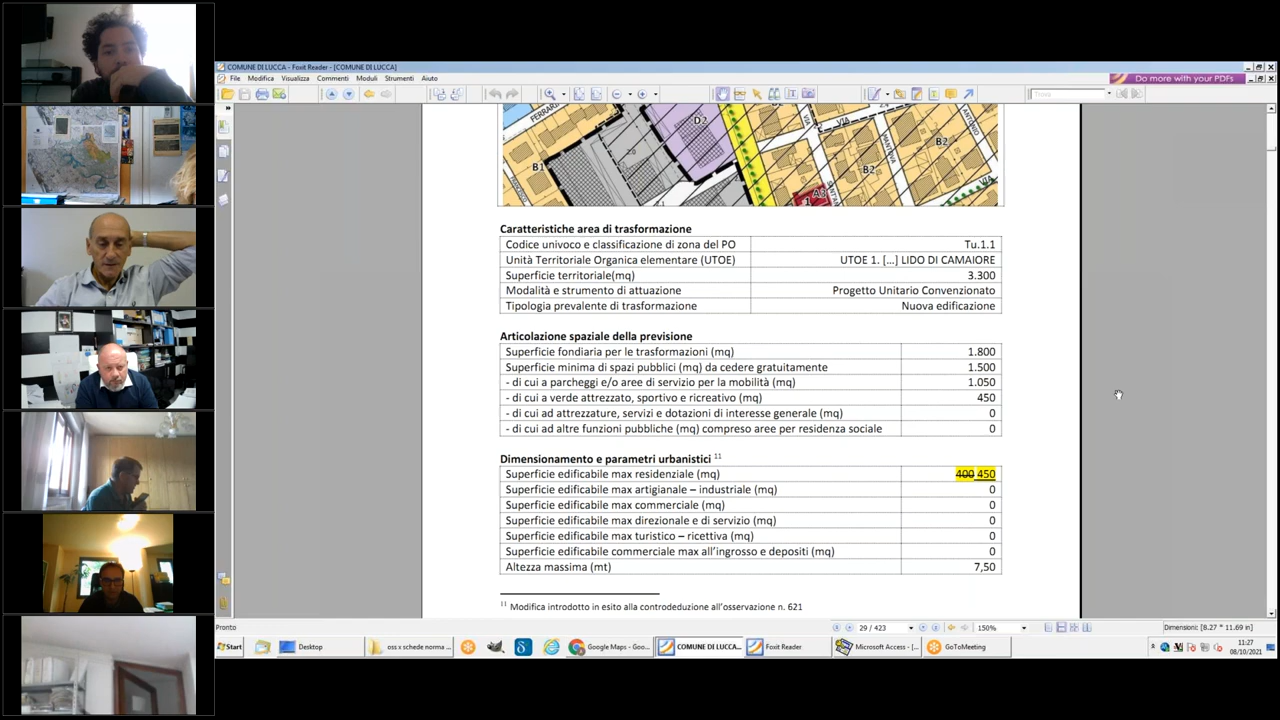 COMUNE DI LUCCA - Foxit Reader - [COMUNE DI LUCCA]
File Modifica Visualizza Commenti Moduli Strumenti Aiuto
Do more with your PDFs
Trova
FERRARI
D2
B1
VIA
B2
B2
MANTOVA
ANTONIO
A3
1
VIA
Caratteristiche area di trasformazione
Codice univoco e classificazione di zona del PO Tu.1.1
Unità Territoriale Organica elementare (UTOE) UTOE 1. [...] LIDO DI CAMAIORE
Superficie territoriale(mq) 3.300
Modalità e strumento di attuazione Progetto Unitario Convenzionato
Tipologia prevalente di trasformazione Nuova edificazione
Articolazione spaziale della previsione
Superficie fondiaria per le trasformazioni (mq) 1.800
Superficie minima di spazi pubblici (mq) da cedere gratuitamente 1.500
- di cui a parcheggi e/o aree di servizio per la mobilità (mq) 1.050
- di cui a verde attrezzato, sportivo e ricreativo (mq) 450
- di cui ad attrezzature, servizi e dotazioni di interesse generale (mq) 0
- di cui ad altre funzioni pubbliche (mq) compreso aree per residenza sociale 0
Dimensionamento e parametri urbanistici 11
Superficie edificabile max residenziale (mq) 400 450
Superficie edificabile max artigianale – industriale (mq) 0
Superficie edificabile max commerciale (mq) 0
Superficie edificabile max direzionale e di servizio (mq) 0
Superficie edificabile max turistico – ricettiva (mq) 0
Superficie edificabile commerciale max all'ingrosso e depositi (mq) 0
Altezza massima (mt) 7,50
11 Modifica introdotto in esito alla controdeduzione all'osservazione n. 621
Pronto 29 / 423 150% Dimensioni: [8.27 * 11.69 in]
Start Desktop oss x schede norma ... Google Maps - Goo... COMUNE DI LUCCA... Foxit Reader Microsoft Access - [... GoToMeeting
11:27
08/10/2021